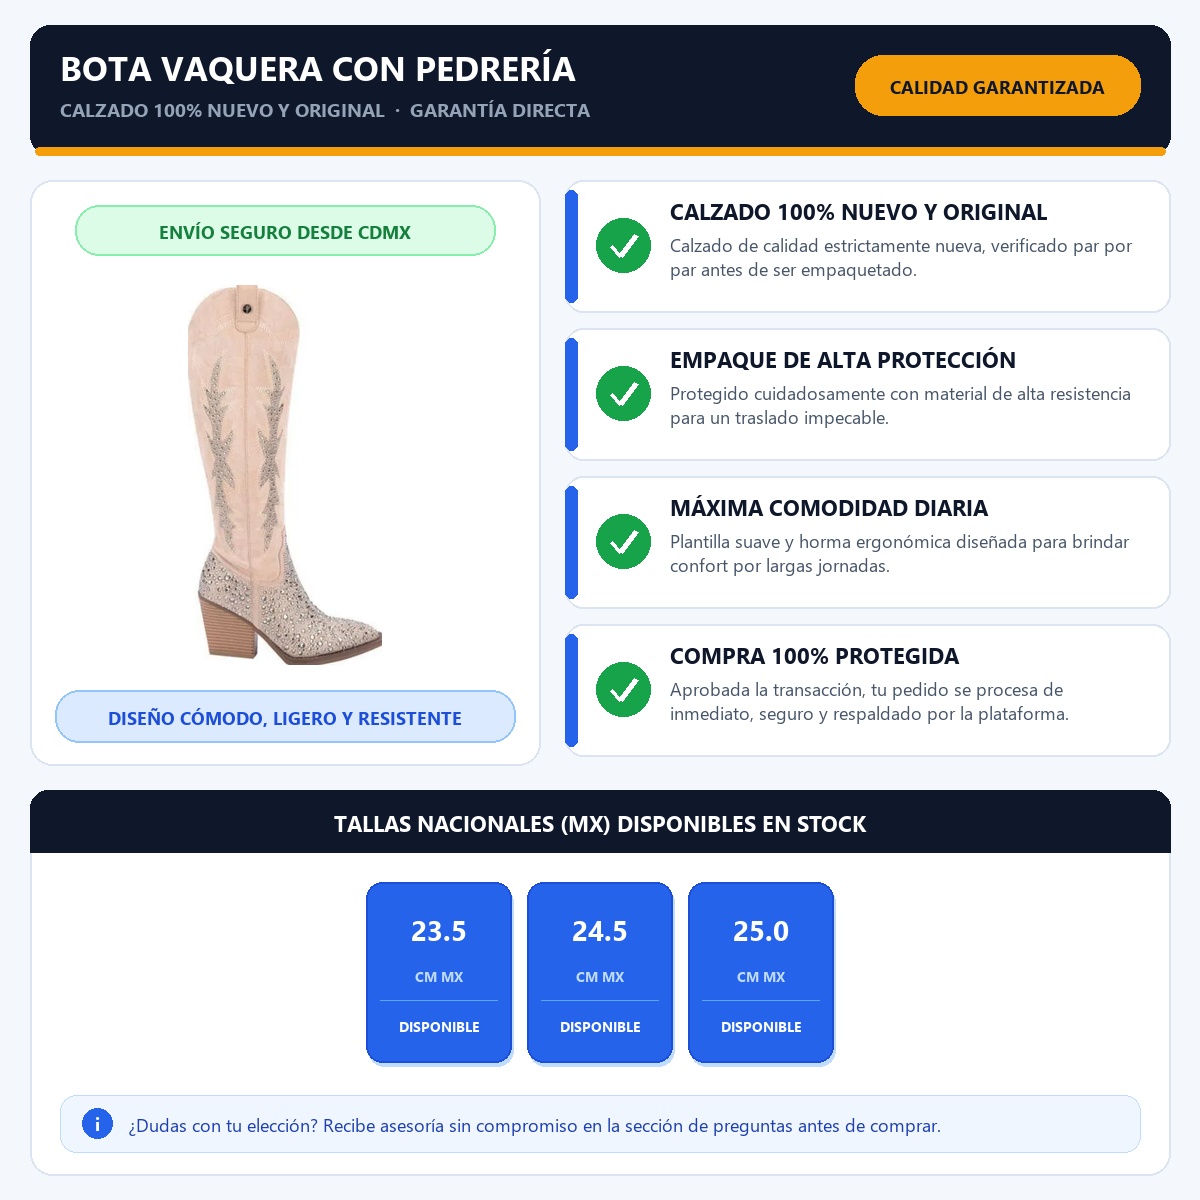 BOTA VAQUERA CON PEDRERÍA
CALZADO 100% NUEVO Y ORIGINAL · GARANTÍA DIRECTA
CALIDAD GARANTIZADA
ENVÍO SEGURO DESDE CDMX
DISEÑO CÓMODO, LIGERO Y RESISTENTE
CALZADO 100% NUEVO Y ORIGINAL
Calzado de calidad estrictamente nueva, verificado par por
par antes de ser empaquetado.
EMPAQUE DE ALTA PROTECCIÓN
Protegido cuidadosamente con material de alta resistencia
para un traslado impecable.
MÁXIMA COMODIDAD DIARIA
Plantilla suave y horma ergonómica diseñada para brindar
confort por largas jornadas.
COMPRA 100% PROTEGIDA
Aprobada la transacción, tu pedido se procesa de
inmediato, seguro y respaldado por la plataforma.
TALLAS NACIONALES (MX) DISPONIBLES EN STOCK
23.5
CM MX
DISPONIBLE
24.5
CM MX
DISPONIBLE
25.0
CM MX
DISPONIBLE
¿Dudas con tu elección? Recibe asesoría sin compromiso en la sección de preguntas antes de comprar.